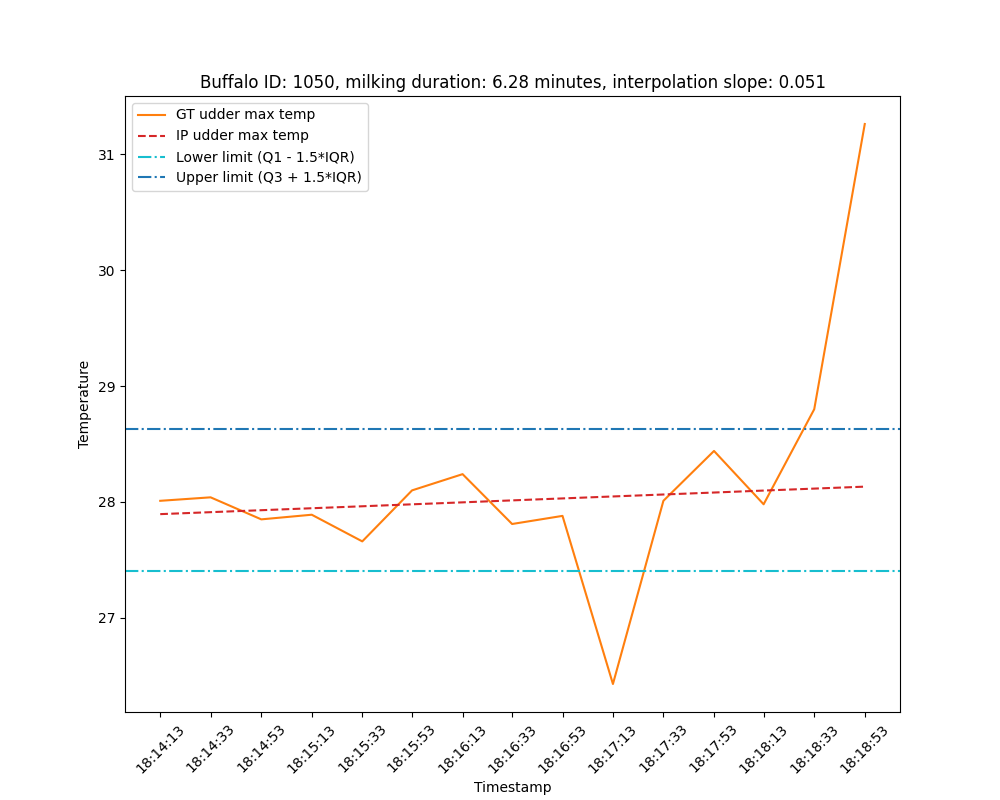 Buffalo ID: 1050, milking duration: 6.28 minutes, interpolation slope: 0.051
GT udder max temp
IP udder max temp
Lower limit (Q1 - 1.5*IQR)
Upper limit (Q3 + 1.5*IQR)
31
30
29
28
27
Temperature
18:14:13
18:14:33
18:14:53
18:15:13
18:15:33
18:15:53
18:16:13
18:16:33
18:16:53
18:17:13
18:17:33
18:17:53
18:18:13
18:18:33
18:18:53
Timestamp